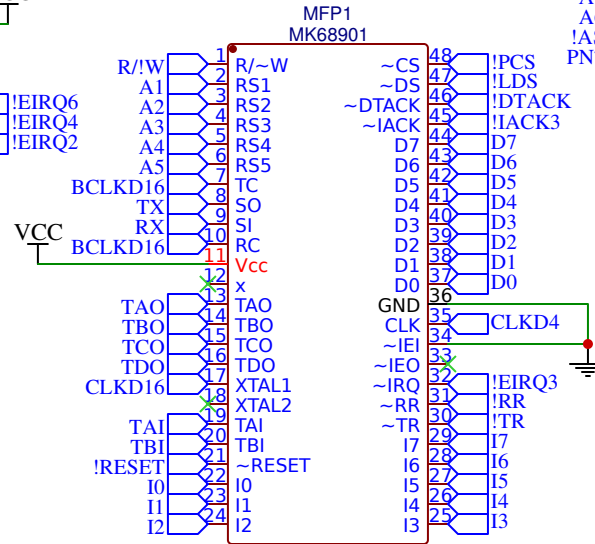 MFP1
MK68901
R/!W 1 R/~W ~CS 48 !PCS
A1 2 RS1 ~DS 47 !LDS
A2 3 RS2 ~DTACK 46 !DTACK
A3 4 RS3 ~IACK 45 !IACK3
A4 5 RS4 D7 44 D7
A5 6 RS5 D6 43 D6
BCLKD16 7 TC D5 42 D5
TX 8 SO D4 41 D4
RX 9 SI D3 40 D3
BCLKD16 10 RC D2 39 D2
VCC 11 Vcc D1 38 D1
12 x D0 37 D0
TAO 13 TAO GND 36
TBO 14 TBO CLK 35 CLKD4
TCO 15 TCO ~IEI 34
TDO 16 TDO ~IEO 33
CLKD16 17 XTAL1 ~IRQ 32 !EIRQ3
18 XTAL2 ~RR 31 !RR
TAI 19 TAI ~TR 30 !TR
TBI 20 TBI I7 29 I7
!RESET 21 ~RESET I6 28 I6
I0 22 I0 I5 27 I5
I1 23 I1 I4 26 I4
I2 24 I2 I3 25 I3
!EIRQ6
!EIRQ4
!EIRQ2